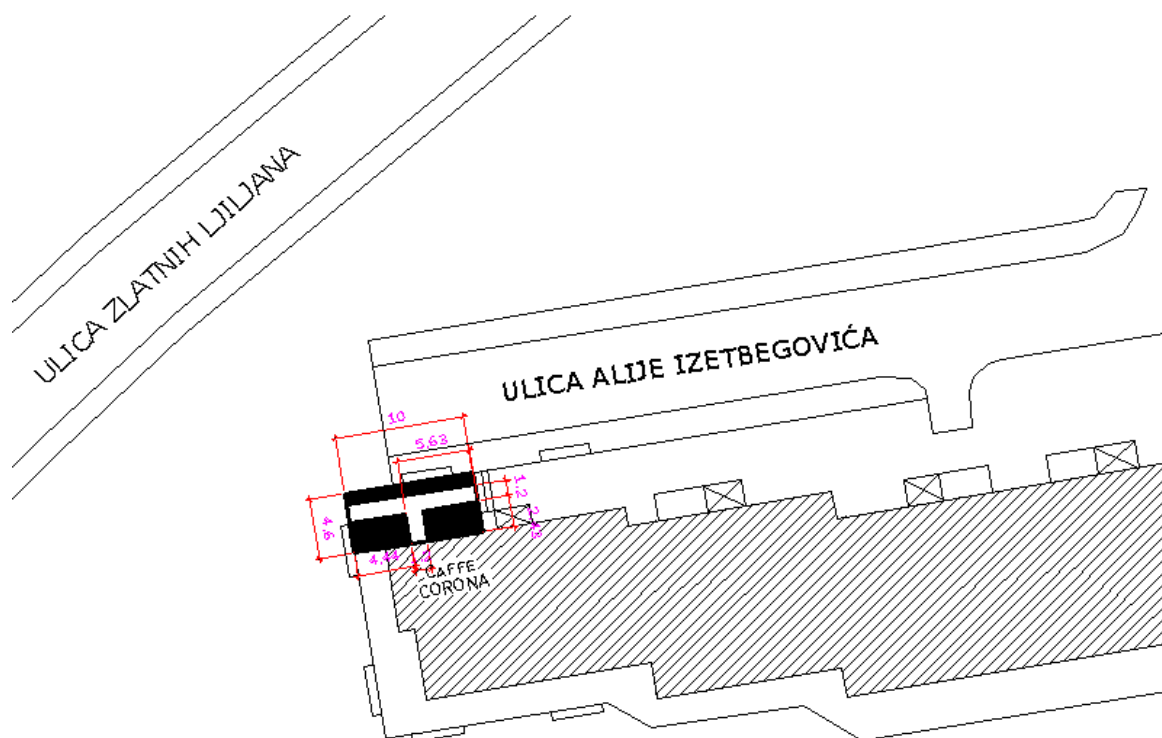 ULICA ZLATNIH LJILJANA
ULICA ALIJE IZETBEGOVIĆA
10
5,63
1,2
4,6
CAFFE
CORONA